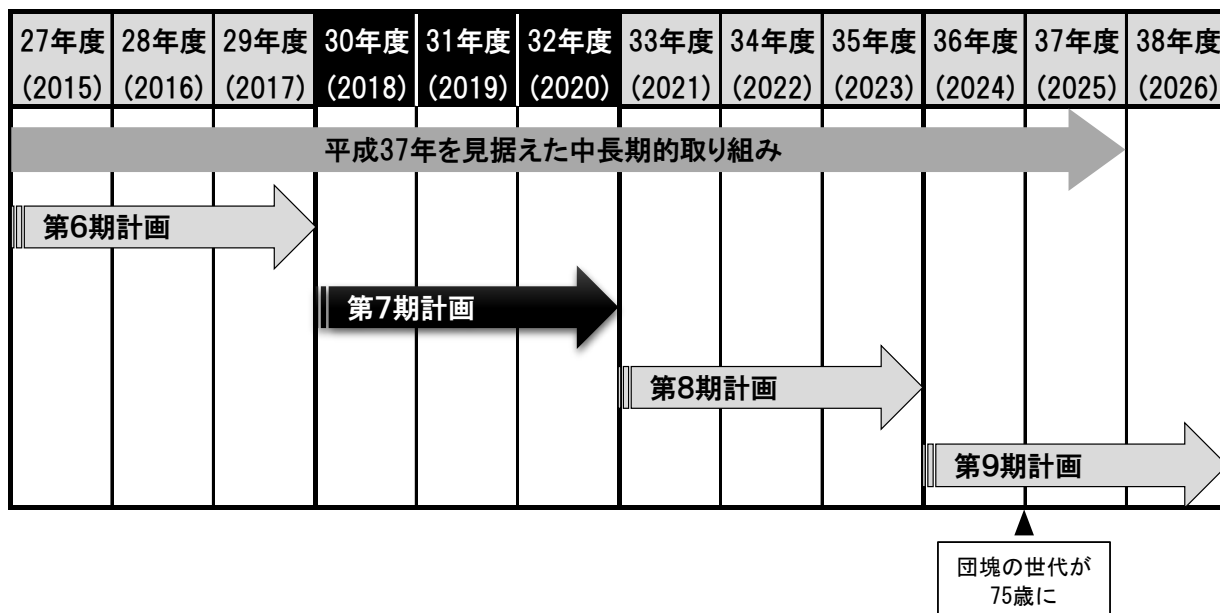 27年度 28年度 29年度 30年度 31年度 32年度 33年度 34年度 35年度 36年度 37年度 38年度
(2015) (2016) (2017) (2018) (2019) (2020) (2021) (2022) (2023) (2024) (2025) (2026)
平成37年を見据えた中長期的取り組み
第6期計画
第7期計画
第8期計画
第9期計画
団塊の世代が
75歳に